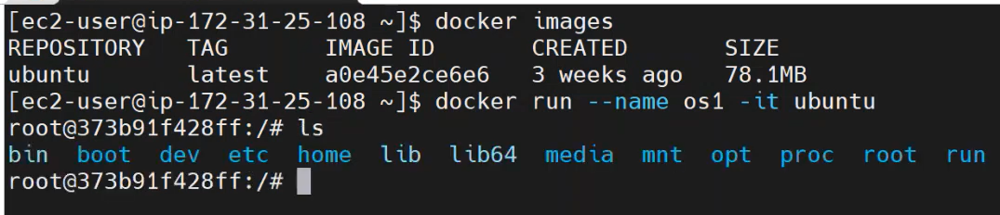 [ec2-user@ip-172-31-25-108 ~]$ docker images
REPOSITORY   TAG       IMAGE ID       CREATED       SIZE
ubuntu       latest    a0e45e2ce6e6   3 weeks ago   78.1MB
[ec2-user@ip-172-31-25-108 ~]$ docker run --name os1 -it ubuntu
root@373b91f428ff:/# ls
bin  boot  dev  etc  home  lib  lib64  media  mnt  opt  proc  root  run
root@373b91f428ff:/#